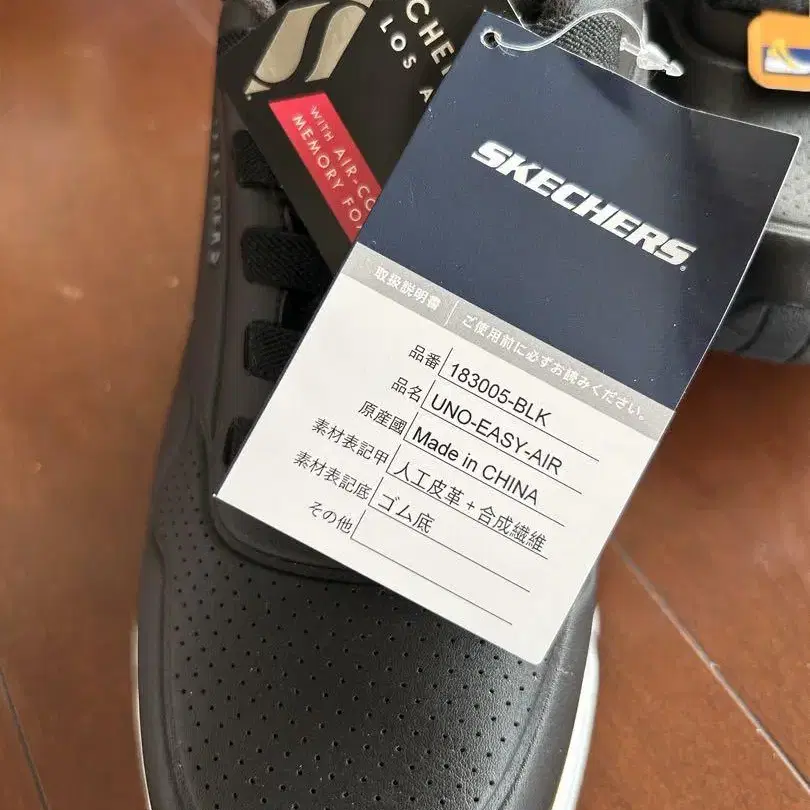 CHE
LOS A
WITH AIR-CO
MEMORY FO
SKECHERS
取扱説明書 ご使用前に必ずお読みください。
品番 183005-BLK
品名 UNO-EASY-AIR
原産國 Made in CHINA
素材表記甲 人工皮革+合成繊維
素材表記底 ゴム底
その他